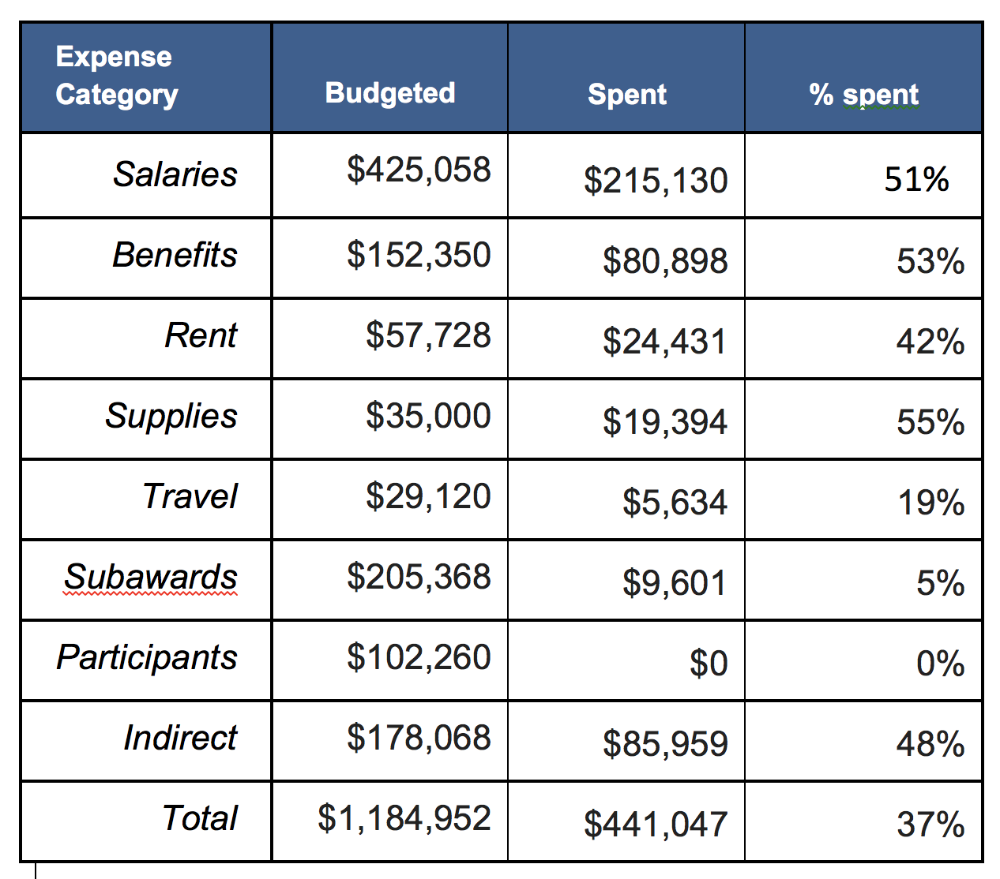 Expense
Category Budgeted Spent % spent
Salaries $425,058 $215,130 51%
Benefits $152,350 $80,898 53%
Rent $57,728 $24,431 42%
Supplies $35,000 $19,394 55%
Travel $29,120 $5,634 19%
Subawards $205,368 $9,601 5%
Participants $102,260 $0 0%
Indirect $178,068 $85,959 48%
Total $1,184,952 $441,047 37%